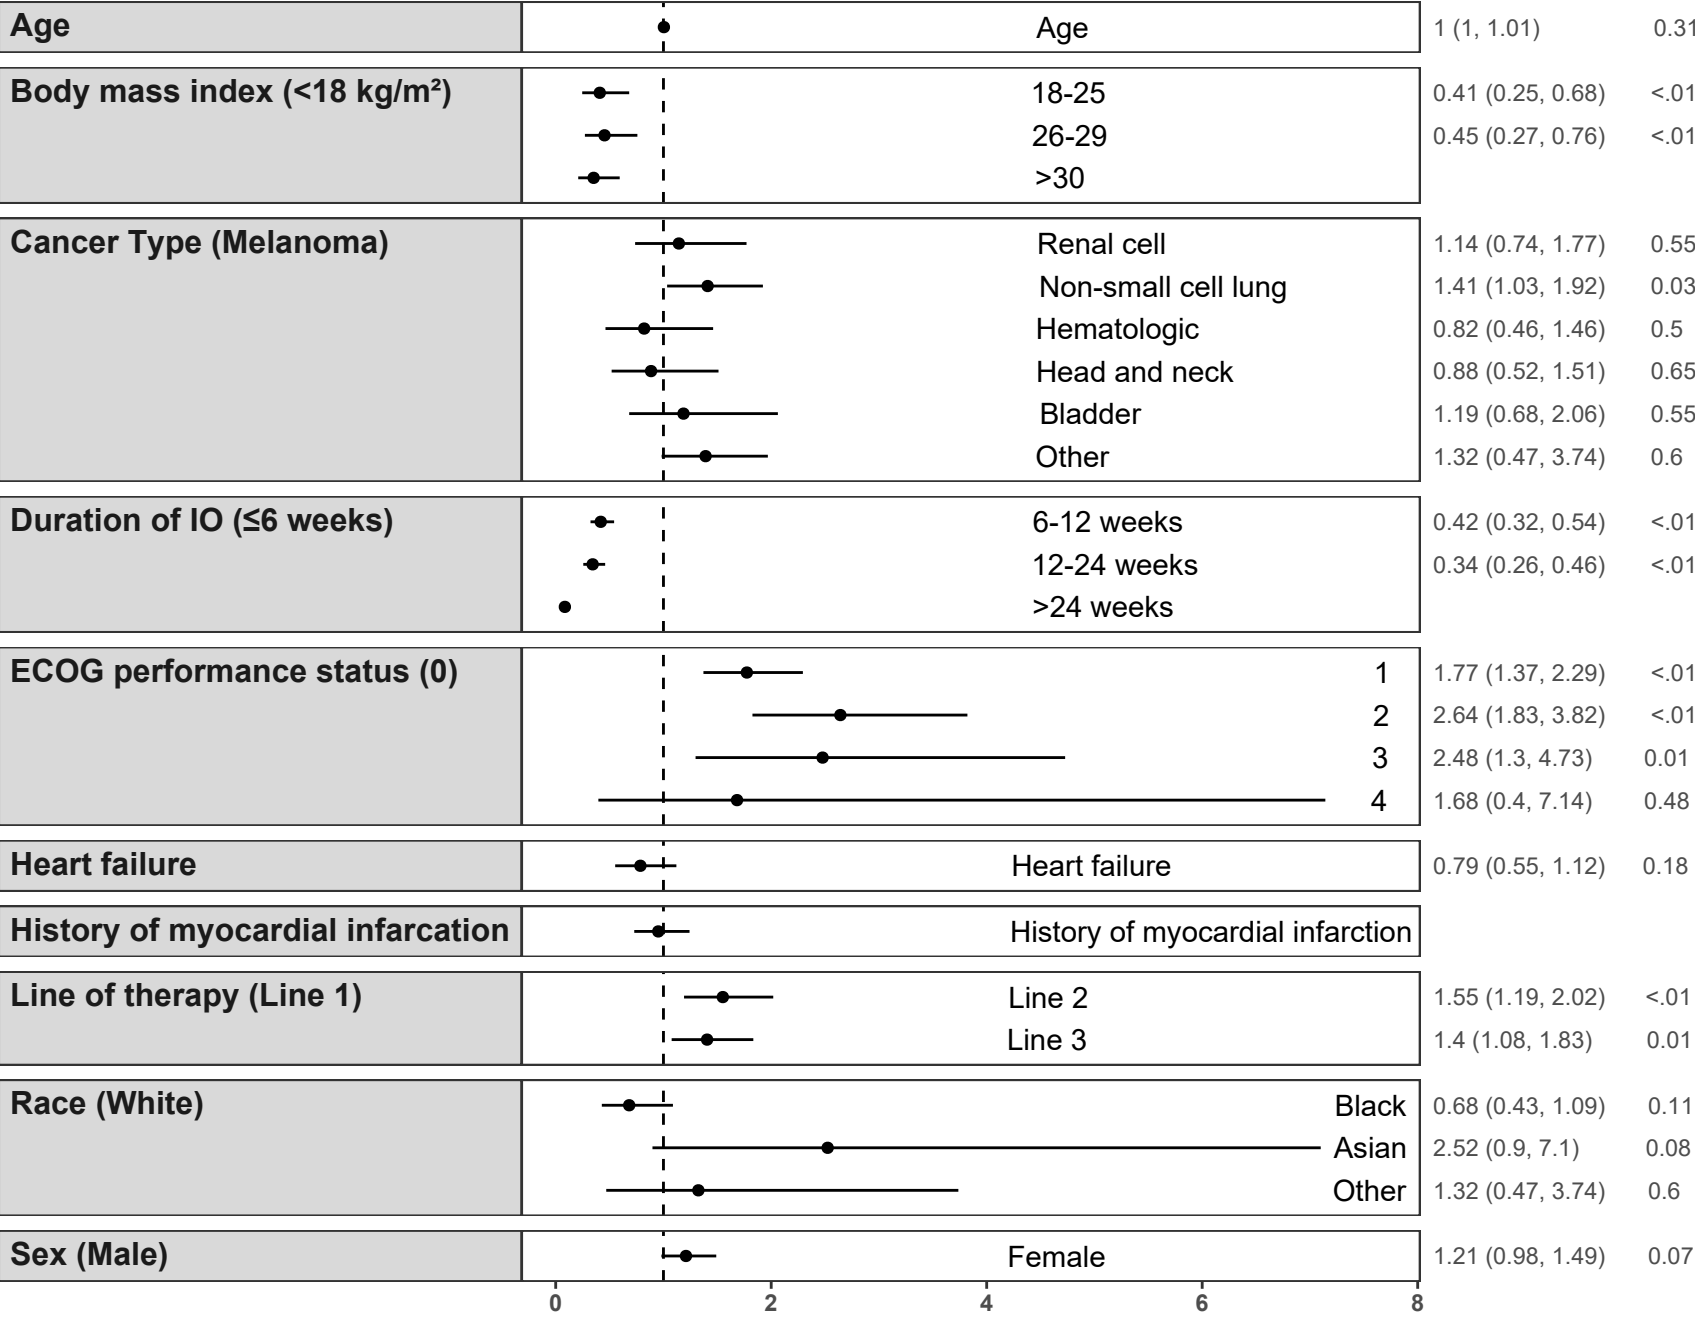 Age Age 1 (1, 1.01) 0.31
Body mass index (<18 kg/m²) 18-25 0.41 (0.25, 0.68) <.01
26-29 0.45 (0.27, 0.76) <.01
>30
Cancer Type (Melanoma) Renal cell 1.14 (0.74, 1.77) 0.55
Non-small cell lung 1.41 (1.03, 1.92) 0.03
Hematologic 0.82 (0.46, 1.46) 0.5
Head and neck 0.88 (0.52, 1.51) 0.65
Bladder 1.19 (0.68, 2.06) 0.55
Other 1.32 (0.47, 3.74) 0.6
Duration of IO (≤6 weeks) 6-12 weeks 0.42 (0.32, 0.54) <.01
12-24 weeks 0.34 (0.26, 0.46) <.01
>24 weeks
ECOG performance status (0) 1 1.77 (1.37, 2.29) <.01
2 2.64 (1.83, 3.82) <.01
3 2.48 (1.3, 4.73) 0.01
4 1.68 (0.4, 7.14) 0.48
Heart failure Heart failure 0.79 (0.55, 1.12) 0.18
History of myocardial infarcation History of myocardial infarction
Line of therapy (Line 1) Line 2 1.55 (1.19, 2.02) <.01
Line 3 1.4 (1.08, 1.83) 0.01
Race (White) Black 0.68 (0.43, 1.09) 0.11
Asian 2.52 (0.9, 7.1) 0.08
Other 1.32 (0.47, 3.74) 0.6
Sex (Male) Female 1.21 (0.98, 1.49) 0.07
0 2 4 6 8